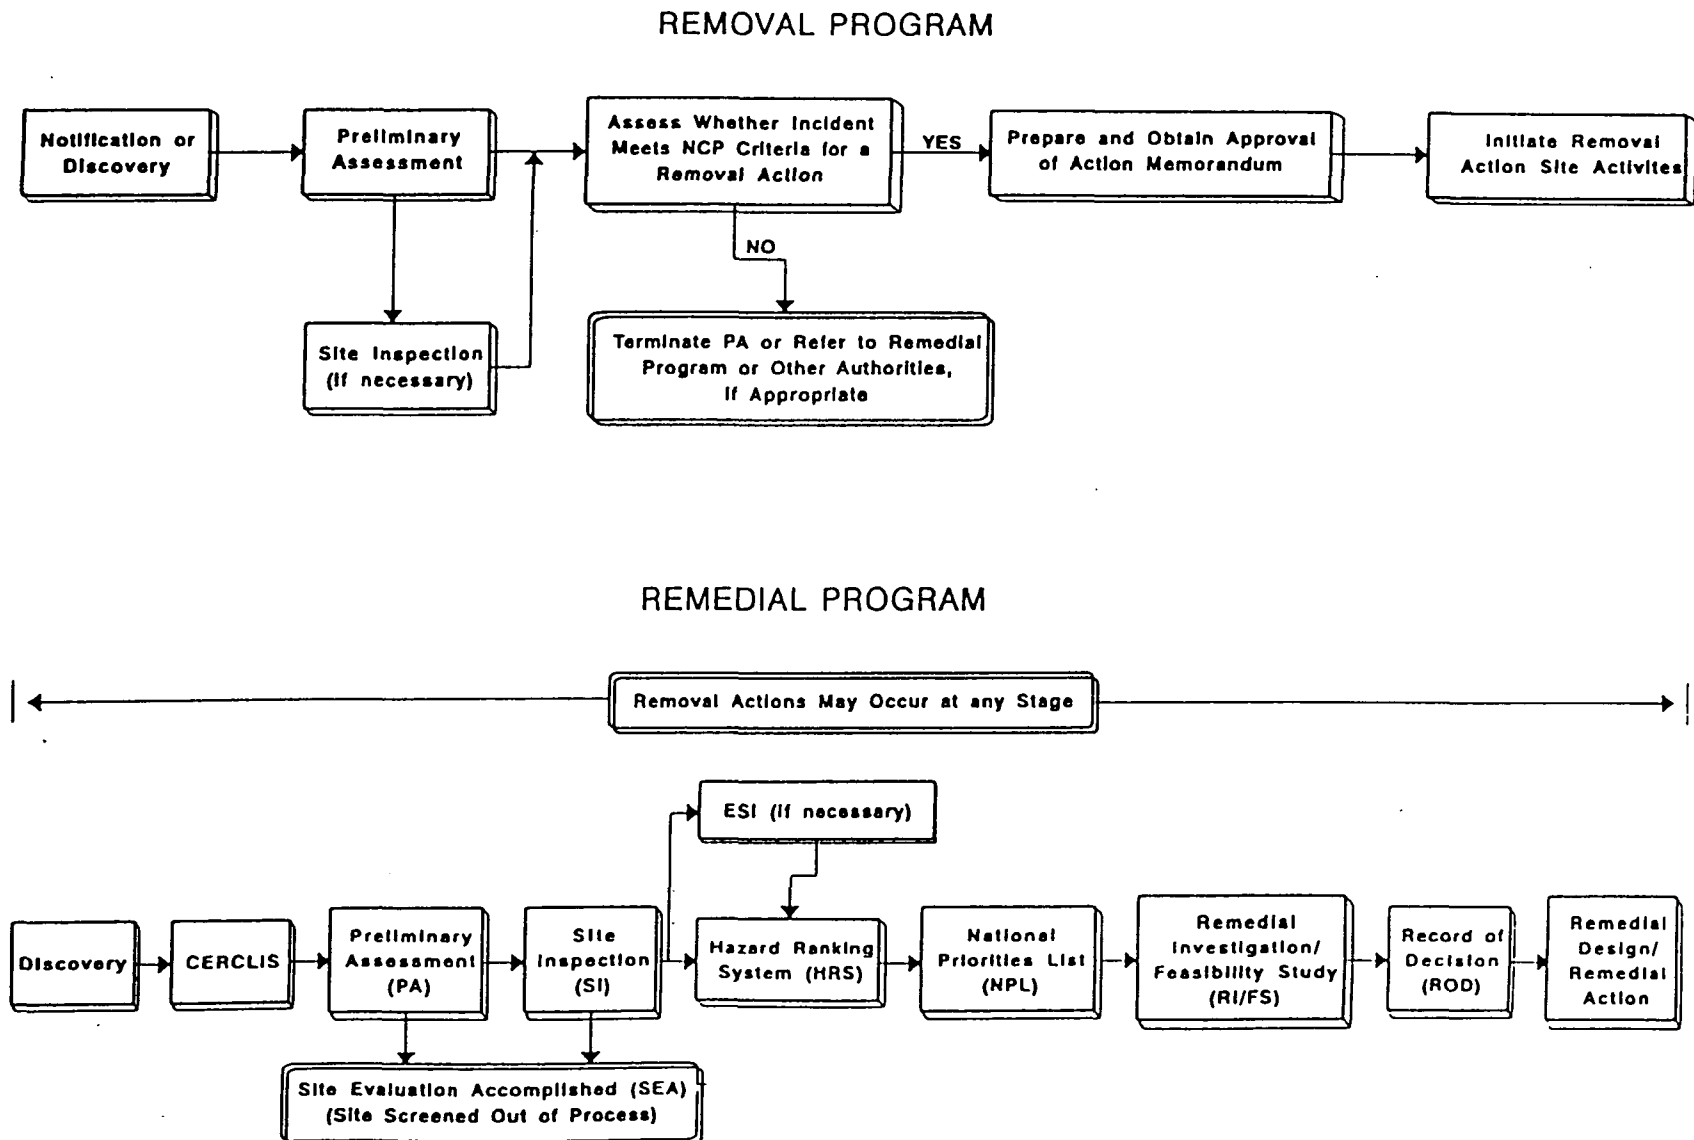 REMOVAL PROGRAM
Notification or
Discovery
Preliminary
Assessment
Assess Whether Incident
Meets NCP Criteria for a
Removal Action
YES
Prepare and Obtain Approval
of Action Memorandum
Initiate Removal
Action Site Activites
NO
Site Inspection
(if necessary)
Terminate PA or Refer to Remedial
Program or Other Authorities,
If Appropriate
REMEDIAL PROGRAM
Removal Actions May Occur at any Stage
ESI (if necessary)
Discovery
CERCLIS
Preliminary
Assessment
(PA)
Site
Inspection
(SI)
Hazard Ranking
System (HRS)
National
Priorities List
(NPL)
Remedial
Investigation/
Feasibility Study
(RI/FS)
Record of
Decision
(ROD)
Remedial
Design/
Remedial
Action
Site Evaluation Accomplished (SEA)
(Site Screened Out of Process)